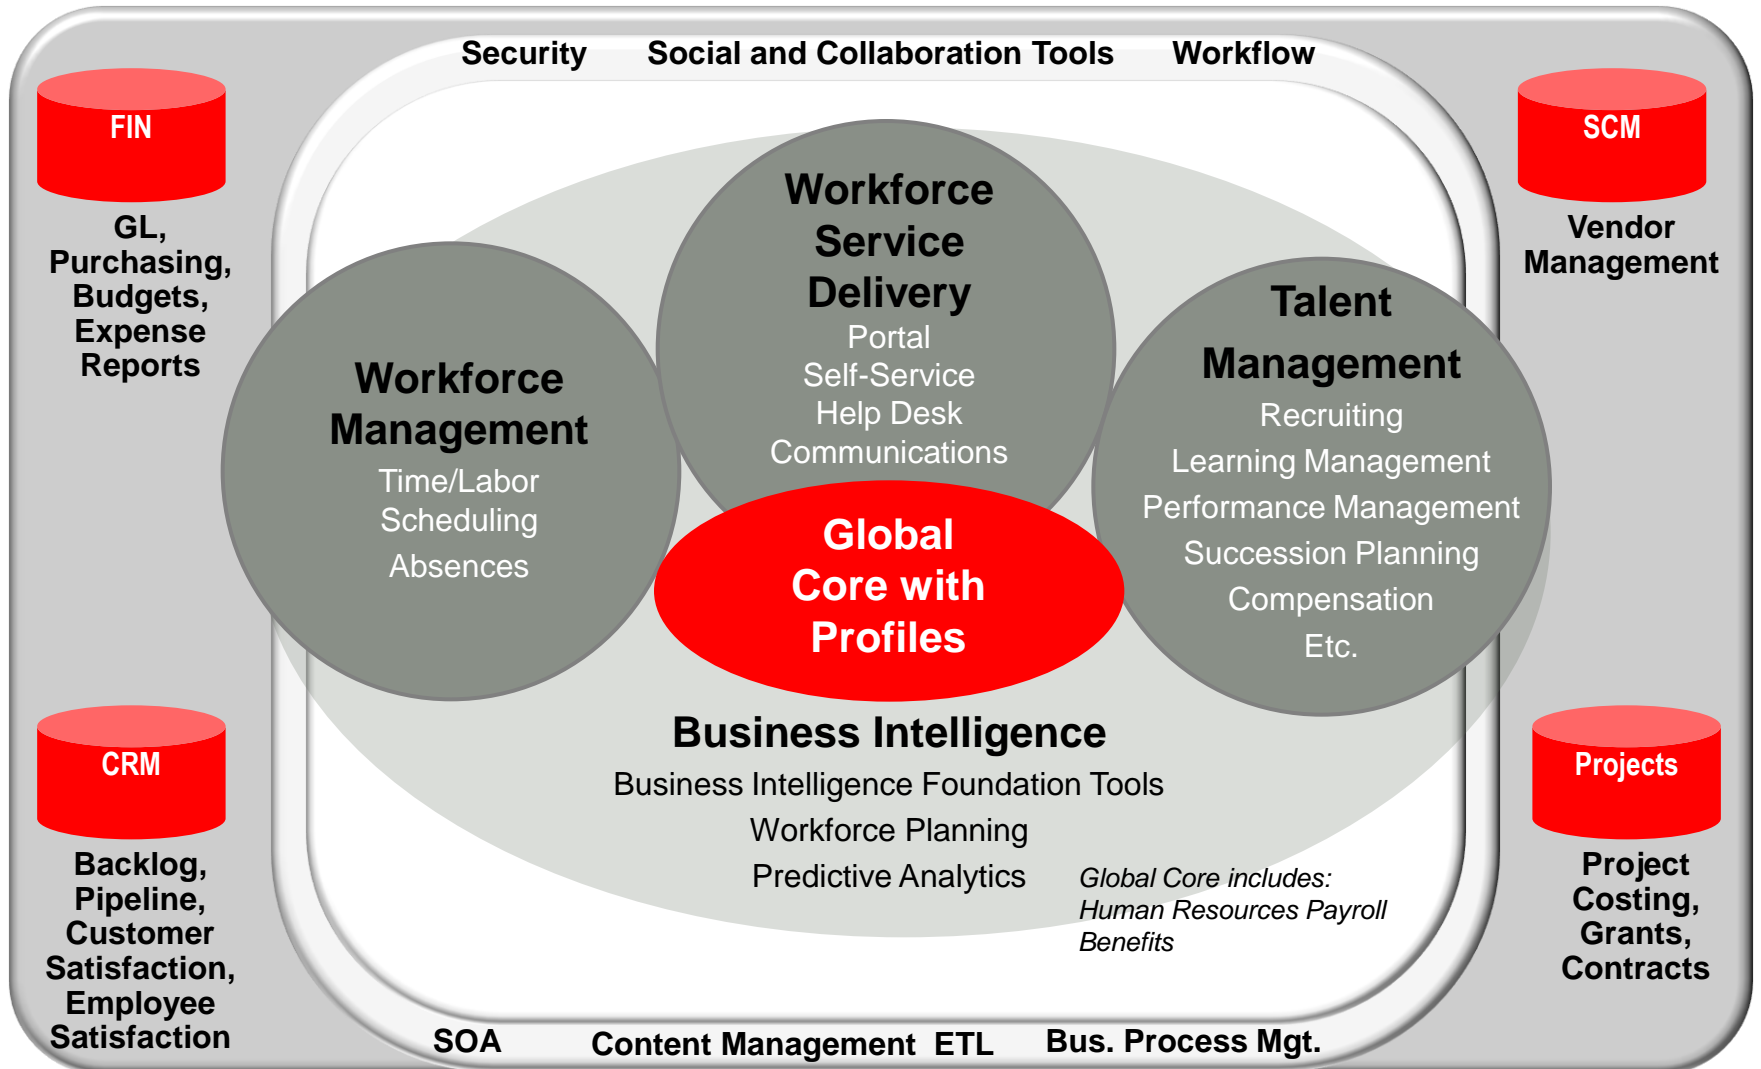 Security Social and Collaboration Tools Workflow
FIN
GL,
Purchasing,
Budgets,
Expense
Reports
SCM
Vendor
Management
Workforce
Service
Delivery
Portal
Self-Service
Help Desk
Communications
Workforce
Management
Time/Labor
Scheduling
Absences
Talent
Management
Recruiting
Learning Management
Performance Management
Succession Planning
Compensation
Etc.
Global
Core with
Profiles
Business Intelligence
Business Intelligence Foundation Tools
Workforce Planning
Predictive Analytics
Global Core includes:
Human Resources Payroll
Benefits
CRM
Backlog,
Pipeline,
Customer
Satisfaction,
Employee
Satisfaction
Projects
Project
Costing,
Grants,
Contracts
SOA Content Management ETL Bus. Process Mgt.